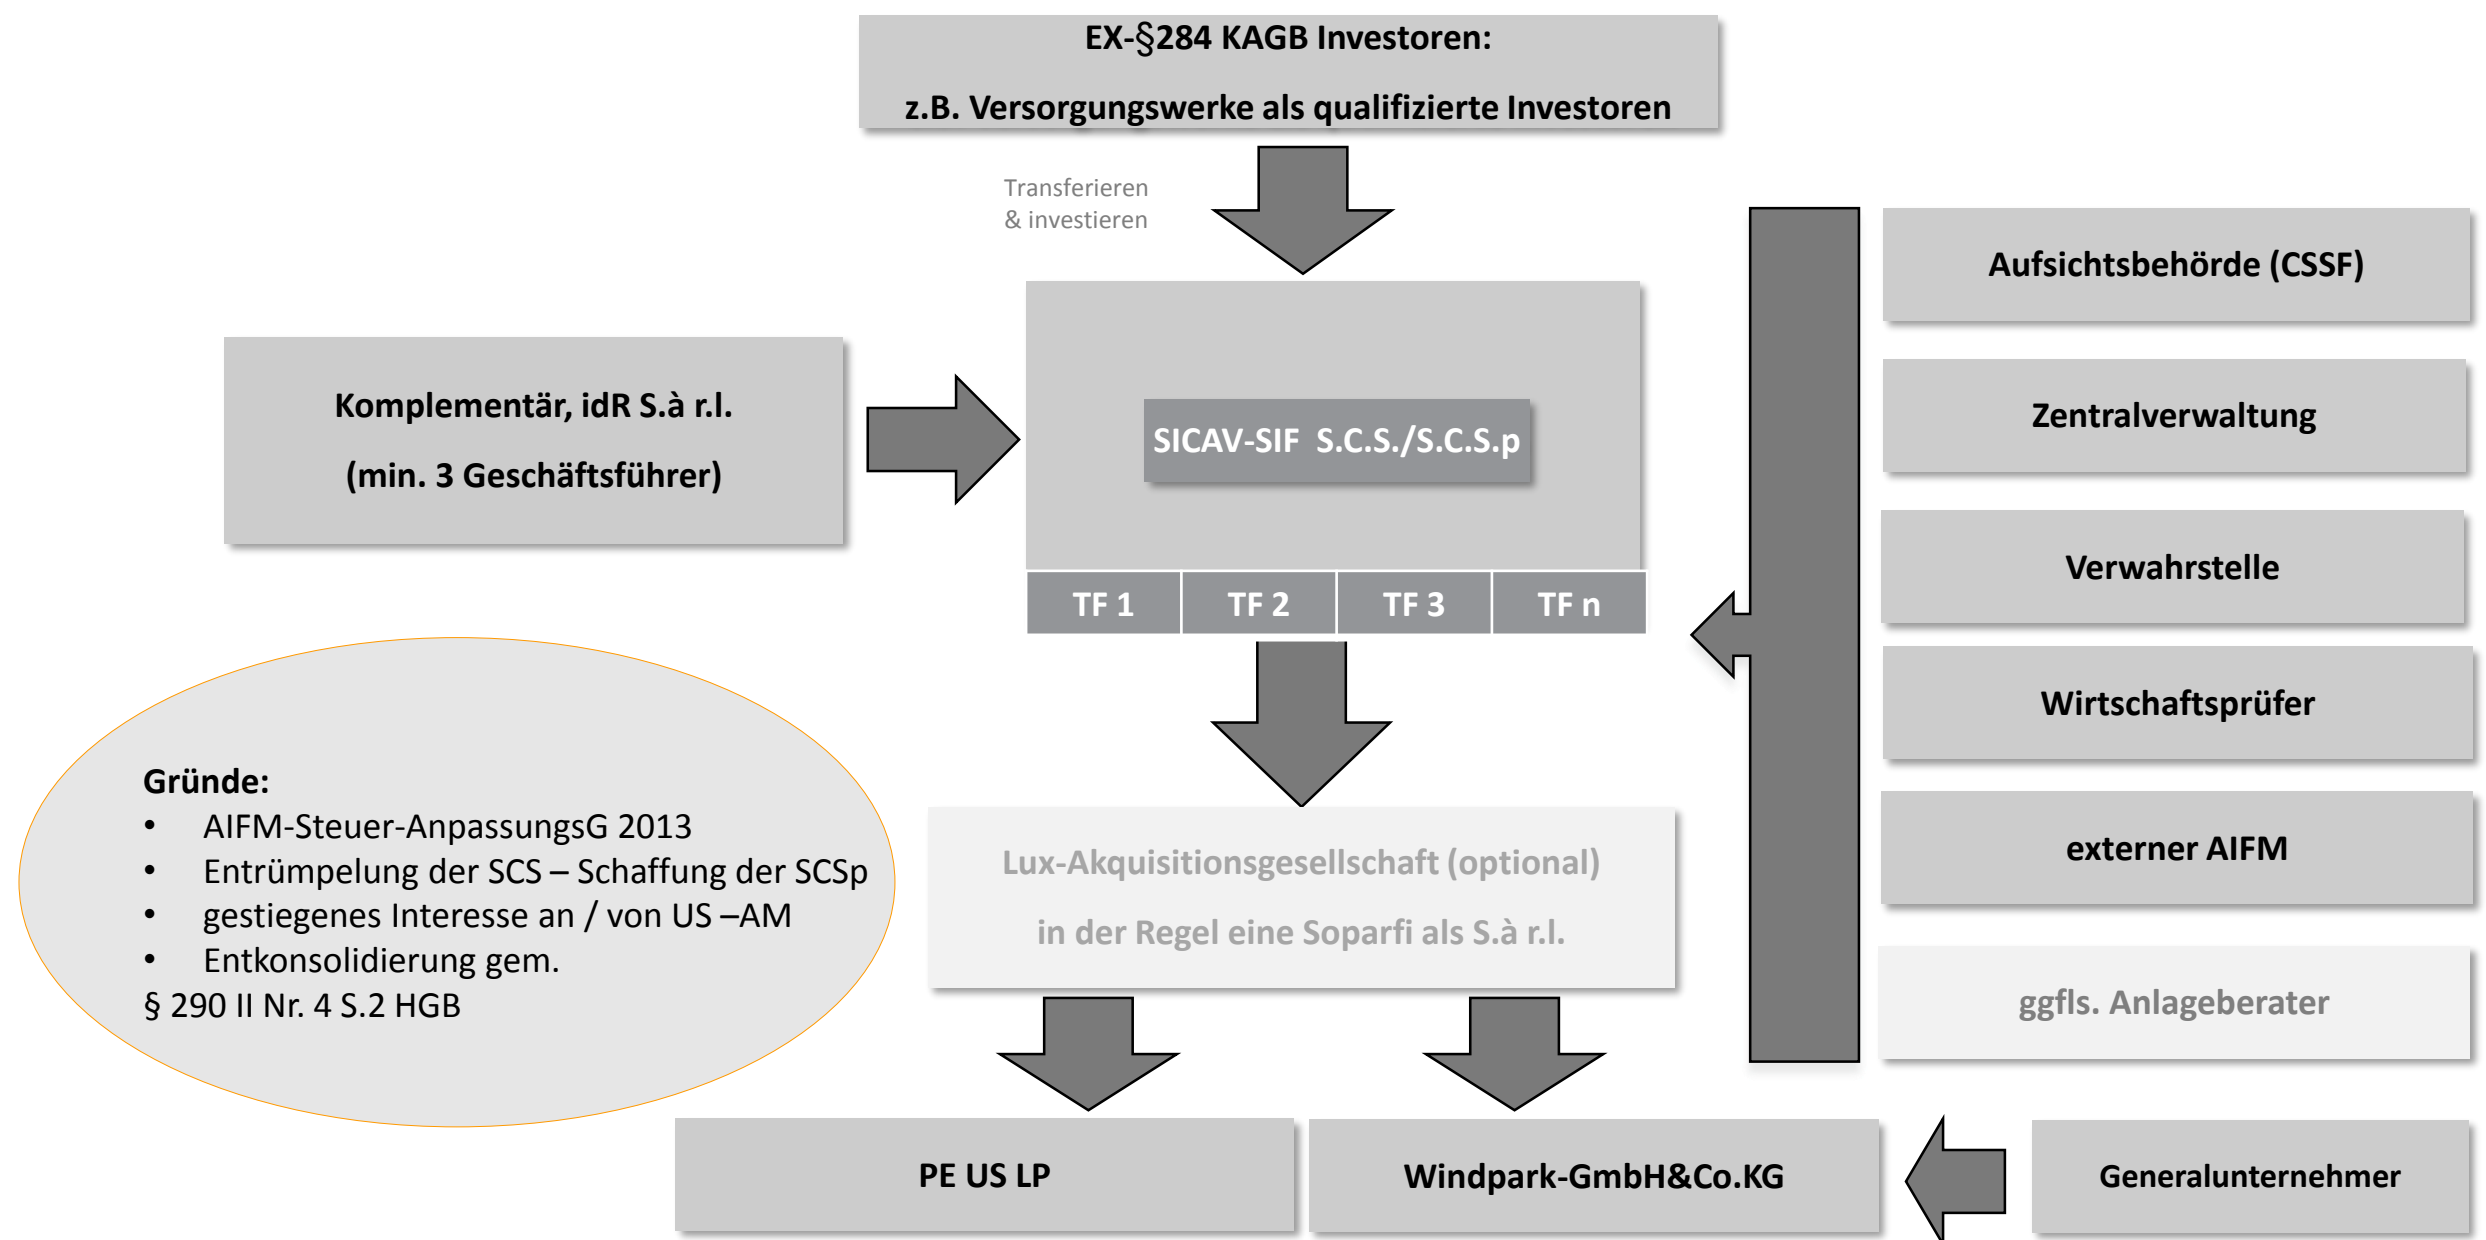 EX-§284 KAGB Investoren:
z.B. Versorgungswerke als qualifizierte Investoren
Transferieren
& investieren
Komplementär, idR S.à r.l.
(min. 3 Geschäftsführer)
SICAV-SIF S.C.S./S.C.S.p
TF 1
TF 2
TF 3
TF n
Aufsichtsbehörde (CSSF)
Zentralverwaltung
Verwahrstelle
Wirtschaftsprüfer
externer AIFM
ggfls. Anlageberater
Gründe:
• AIFM-Steuer-AnpassungsG 2013
• Entrümpelung der SCS – Schaffung der SCSp
• gestiegenes Interesse an / von US –AM
• Entkonsolidierung gem.
§ 290 II Nr. 4 S.2 HGB
Lux-Akquisitionsgesellschaft (optional)
in der Regel eine Soparfi als S.à r.l.
PE US LP
Windpark-GmbH&Co.KG
Generalunternehmer